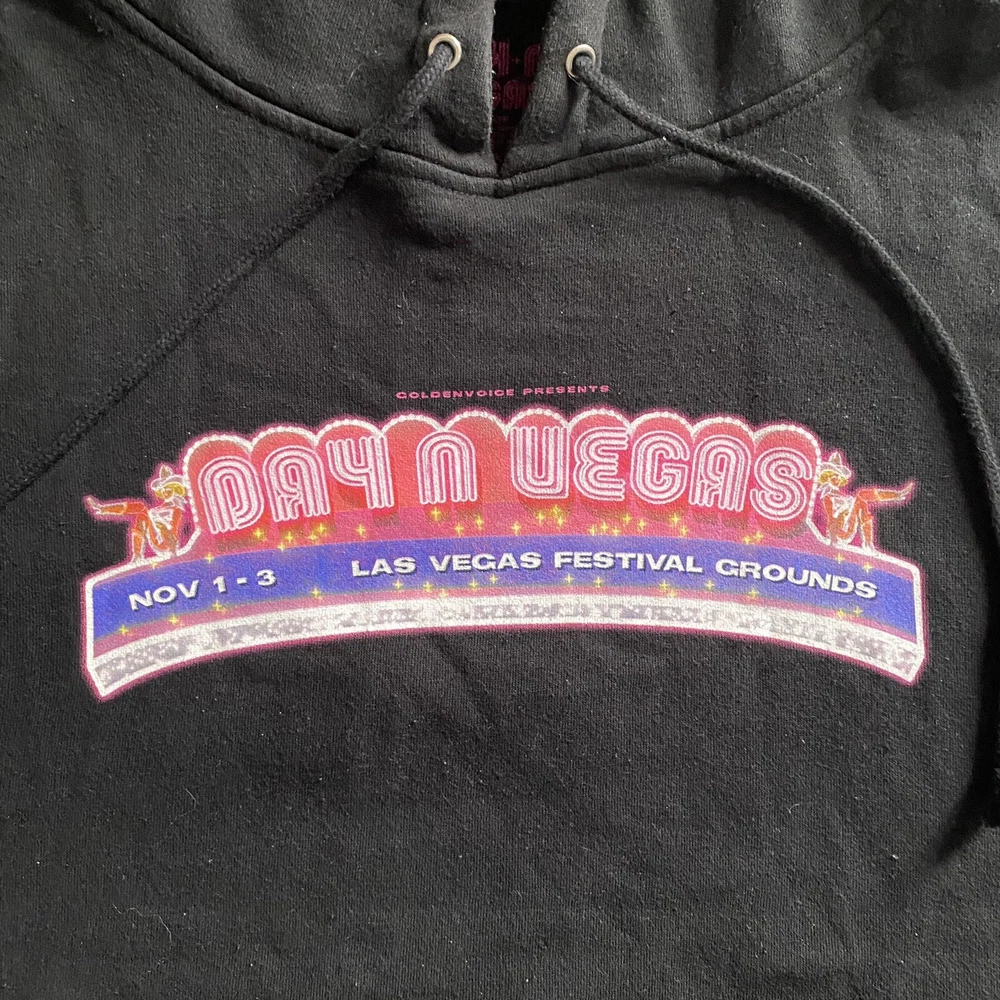 GOLDENVOICE PRESENTS
DAY N VEGAS
NOV 1 - 3 LAS VEGAS FESTIVAL GROUNDS